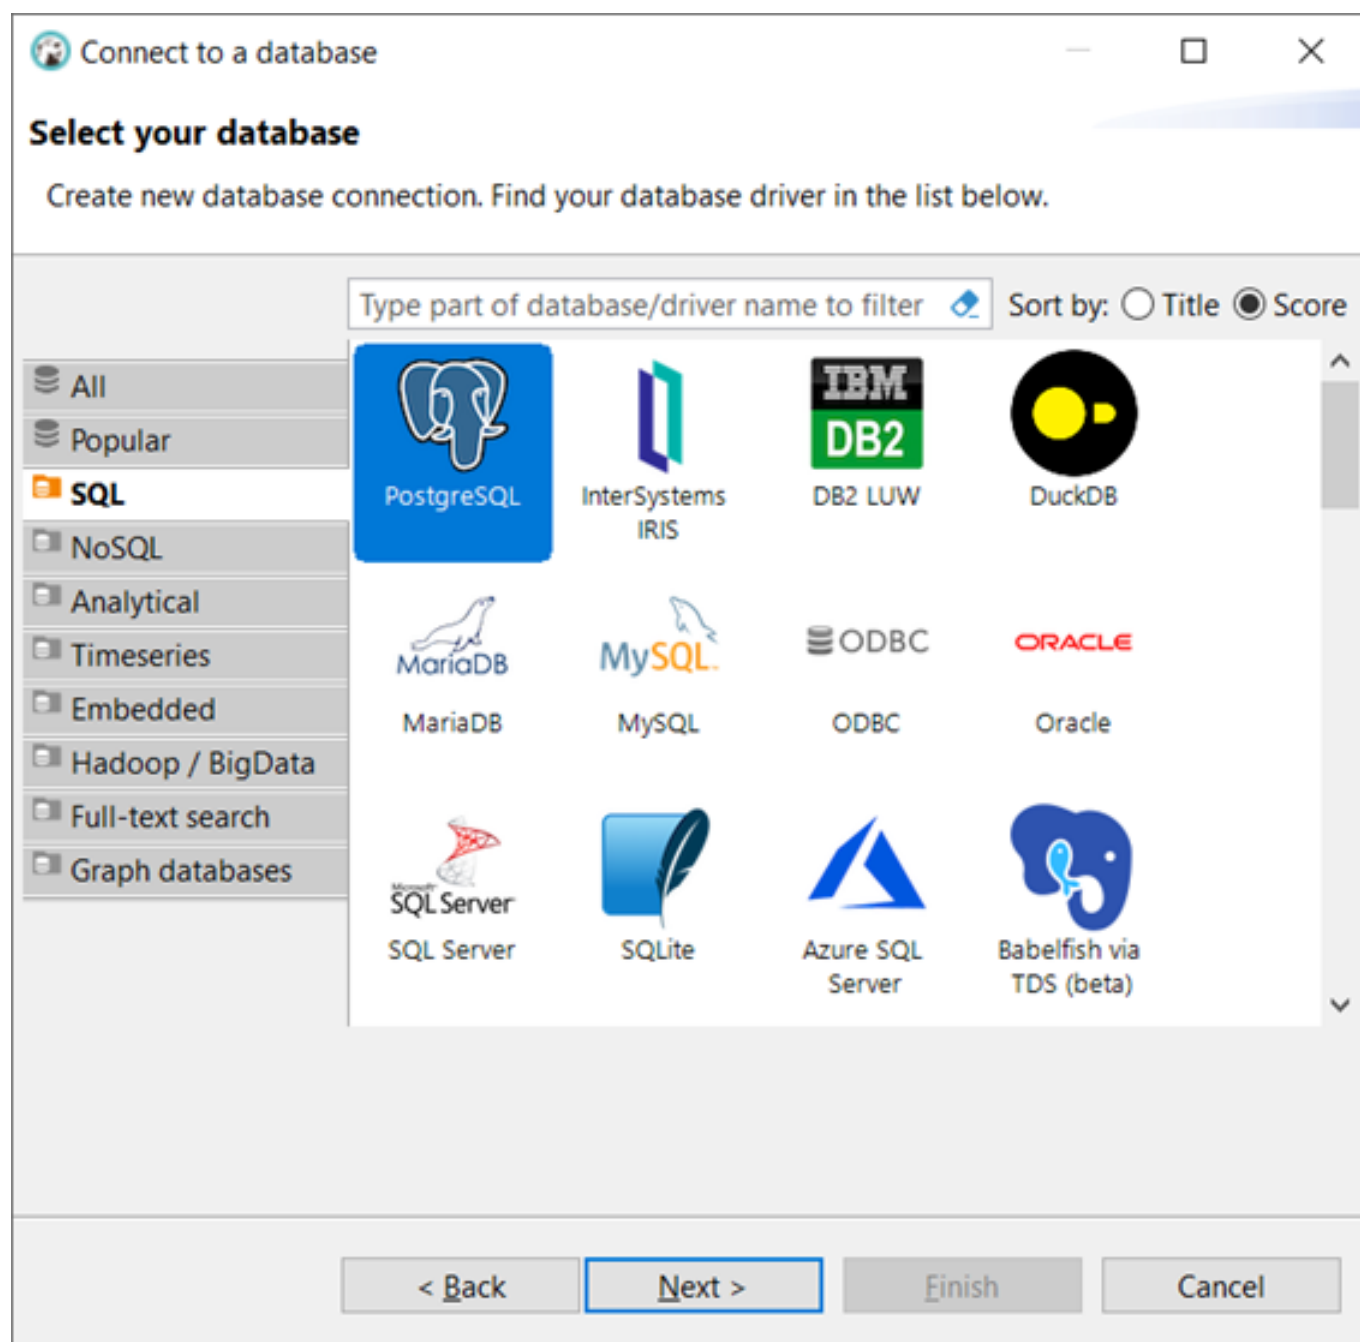 Connect to a database
Select your database
Create new database connection. Find your database driver in the list below.
Type part of database/driver name to filter
Sort by: Title Score
All
Popular
SQL
NoSQL
Analytical
Timeseries
Embedded
Hadoop / BigData
Full-text search
Graph databases
PostgreSQL
InterSystems
IRIS
IBM
DB2
DB2 LUW
DuckDB
MariaDB
MariaDB
MySQL
MySQL
ODBC
ODBC
ORACLE
Oracle
Microsoft
SQL Server
SQL Server
SQLite
Azure SQL
Server
Babelfish via
TDS (beta)
< Back
Next >
Finish
Cancel